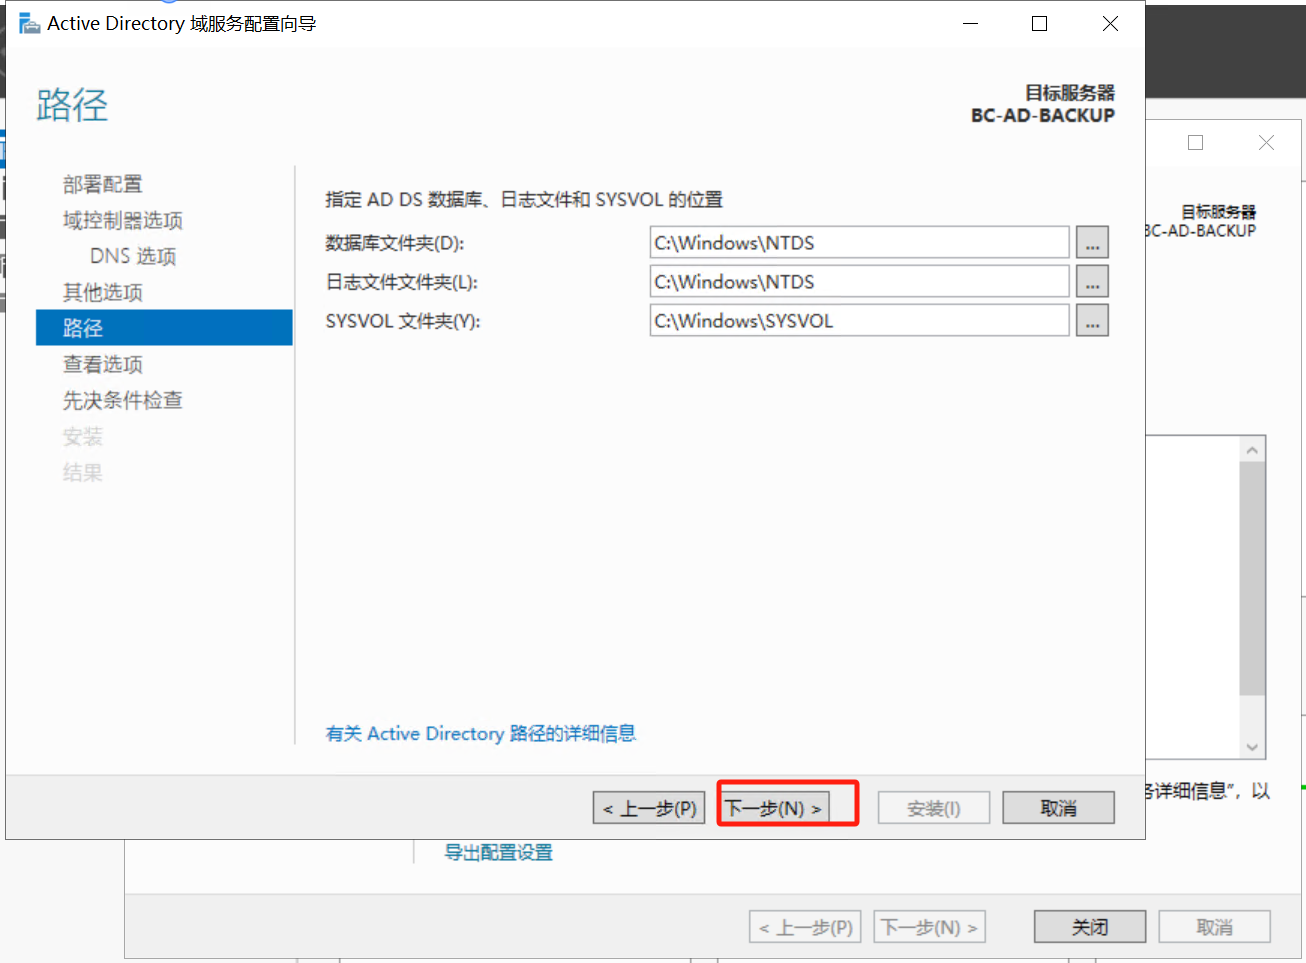 Active Directory 域服务配置向导
路径
目标服务器
BC-AD-BACKUP
部署配置
域控制器选项
DNS 选项
其他选项
路径
查看选项
先决条件检查
安装
结果
指定 AD DS 数据库、日志文件和 SYSVOL 的位置
数据库文件夹(D):
C:\Windows\NTDS
...
日志文件文件夹(L):
C:\Windows\NTDS
...
SYSVOL 文件夹(Y):
C:\Windows\SYSVOL
...
有关 Active Directory 路径的详细信息
< 上一步(P)
下一步(N) >
安装(I)
取消
目标服务器
BC-AD-BACKUP
详细信息”，以
导出配置设置
< 上一步(P)
下一步(N) >
关闭
取消